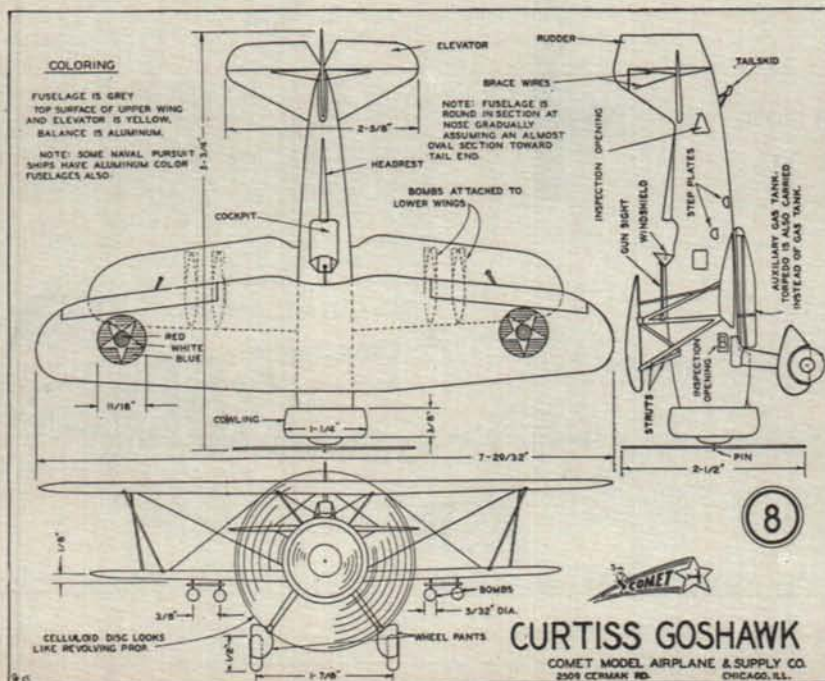 COLORING
FUSELAGE IS GREY
TOP SURFACE OF UPPER WING
AND ELEVATOR IS YELLOW,
BALANCE IS ALUMINUM.
NOTE: SOME NAVAL PURSUIT
SHIPS HAVE ALUMINUM COLOR
FUSELAGES ALSO
ELEVATOR
2-3/8"
NOTE: FUSELAGE IS
ROUND IN SECTION AT
NOSE GRADUALLY
ASSUMING AN ALMOST
OVAL SECTION TOWARD
TAIL END.
HEADREST
BOMBS ATTACHED TO
LOWER WINGS
COCKPIT
RED
WHITE
BLUE
11/16"
COWLING
1-1/4"
3/8"
7-29/32"
RUDDER
TAILSKID
BRACE WIRES
INSPECTION OPENING
STEP PLATES
GUN SIGHT
WINDSHIELD
AUXILIARY GAS TANK.
TORPEDO IS ALSO CARRIED
INSTEAD OF GAS TANK.
INSPECTION
OPENING
STRUTS
PIN
2-1/2"
8
1/8"
3/8"
BOMBS
3/32" DIA.
CELLULOID DISC LOOKS
LIKE REVOLVING PROP.
1/2"
WHEEL PANTS
1-7/8"
COMET
CURTISS GOSHAWK
COMET MODEL AIRPLANE & SUPPLY CO.
2509 CERMAK RD. CHICAGO, ILL.